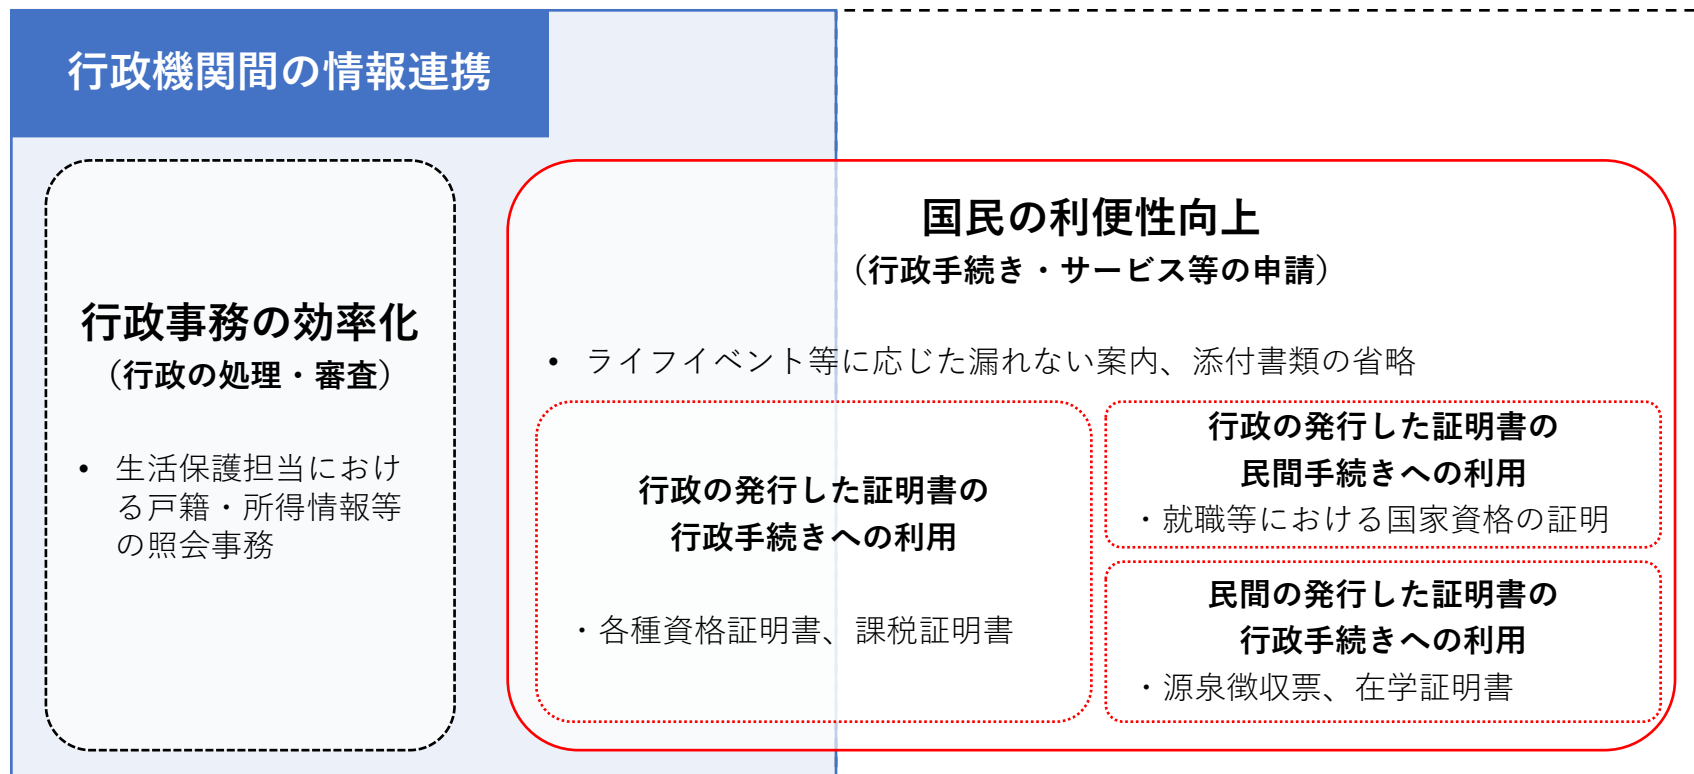 行政機関間の情報連携
行政事務の効率化
（行政の処理・審査）
• 生活保護担当におけ
る戸籍・所得情報等
の照会事務
国民の利便性向上
（行政手続き・サービス等の申請）
• ライフイベント等に応じた漏れない案内、添付書類の省略
行政の発行した証明書の
行政手続きへの利用
・各種資格証明書、課税証明書
行政の発行した証明書の
民間手続きへの利用
・就職等における国家資格の証明
民間の発行した証明書の
行政手続きへの利用
・源泉徴収票、在学証明書